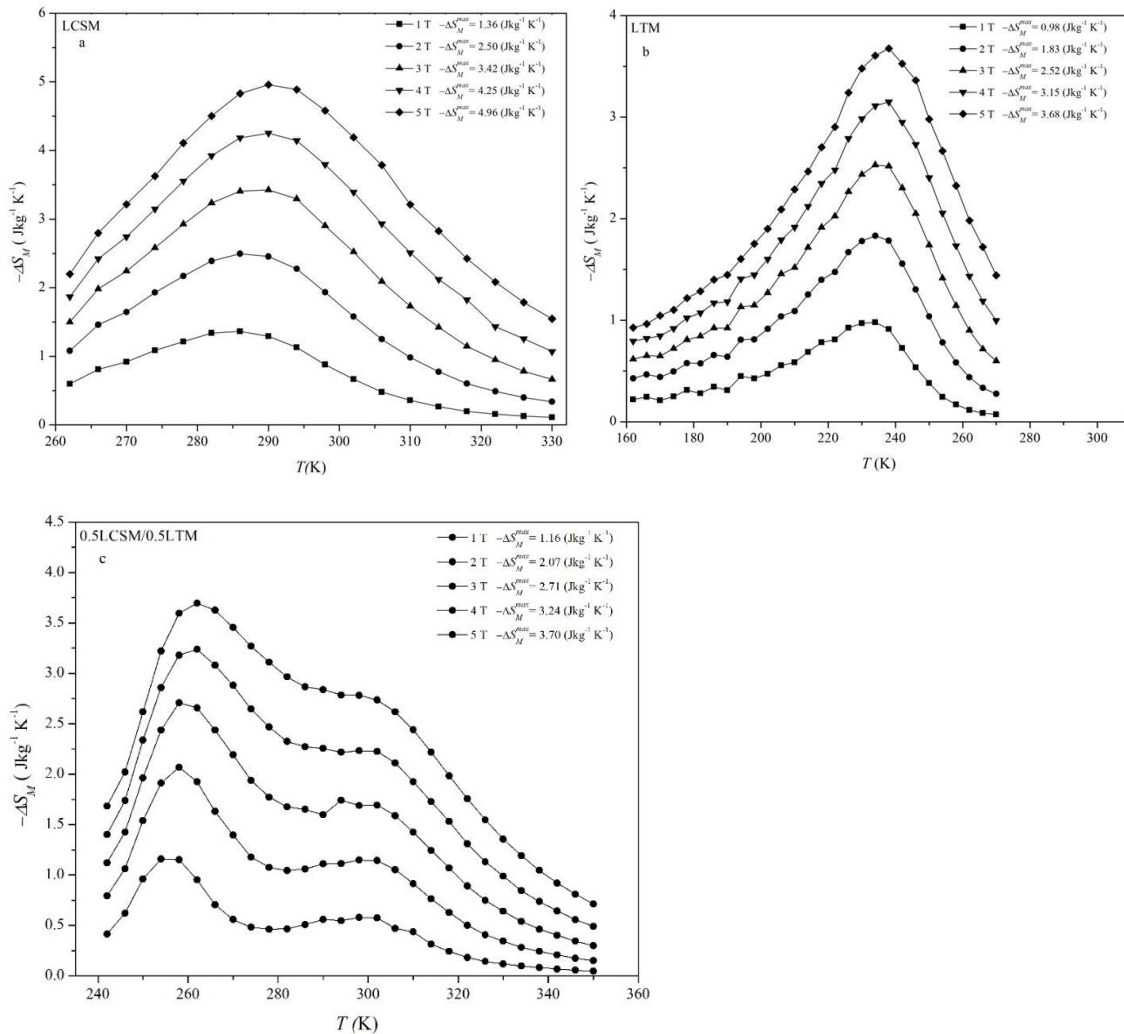 LCSM
a
1 T −ΔS_M^max = 1.36 (Jkg⁻¹ K⁻¹)
2 T −ΔS_M^max = 2.50 (Jkg⁻¹ K⁻¹)
3 T −ΔS_M^max = 3.42 (Jkg⁻¹ K⁻¹)
4 T −ΔS_M^max = 4.25 (Jkg⁻¹ K⁻¹)
5 T −ΔS_M^max = 4.96 (Jkg⁻¹ K⁻¹)
−ΔS_M ( Jkg⁻¹ K⁻¹)
6
5
4
3
2
1
0
260 270 280 290 300 310 320 330
T(K)
LTM
b
1 T −ΔS_M^max = 0.98 (Jkg⁻¹ K⁻¹)
2 T −ΔS_M^max = 1.83 (Jkg⁻¹ K⁻¹)
3 T −ΔS_M^max = 2.52 (Jkg⁻¹ K⁻¹)
4 T −ΔS_M^max = 3.15 (Jkg⁻¹ K⁻¹)
5 T −ΔS_M^max = 3.68 (Jkg⁻¹ K⁻¹)
−ΔS_M ( Jkg⁻¹ K⁻¹)
4
3
2
1
0
160 180 200 220 240 260 280 300
T (K)
0.5LCSM/0.5LTM
c
1 T −ΔS_M^max = 1.16 (Jkg⁻¹ K⁻¹)
2 T −ΔS_M^max = 2.07 (Jkg⁻¹ K⁻¹)
3 T −ΔS_M^max = 2.71 (Jkg⁻¹ K⁻¹)
4 T −ΔS_M^max = 3.24 (Jkg⁻¹ K⁻¹)
5 T −ΔS_M^max = 3.70 (Jkg⁻¹ K⁻¹)
−ΔS_M ( Jkg⁻¹ K⁻¹)
4.5
4.0
3.5
3.0
2.5
2.0
1.5
1.0
0.5
0.0
240 260 280 300 320 340 360
T (K)